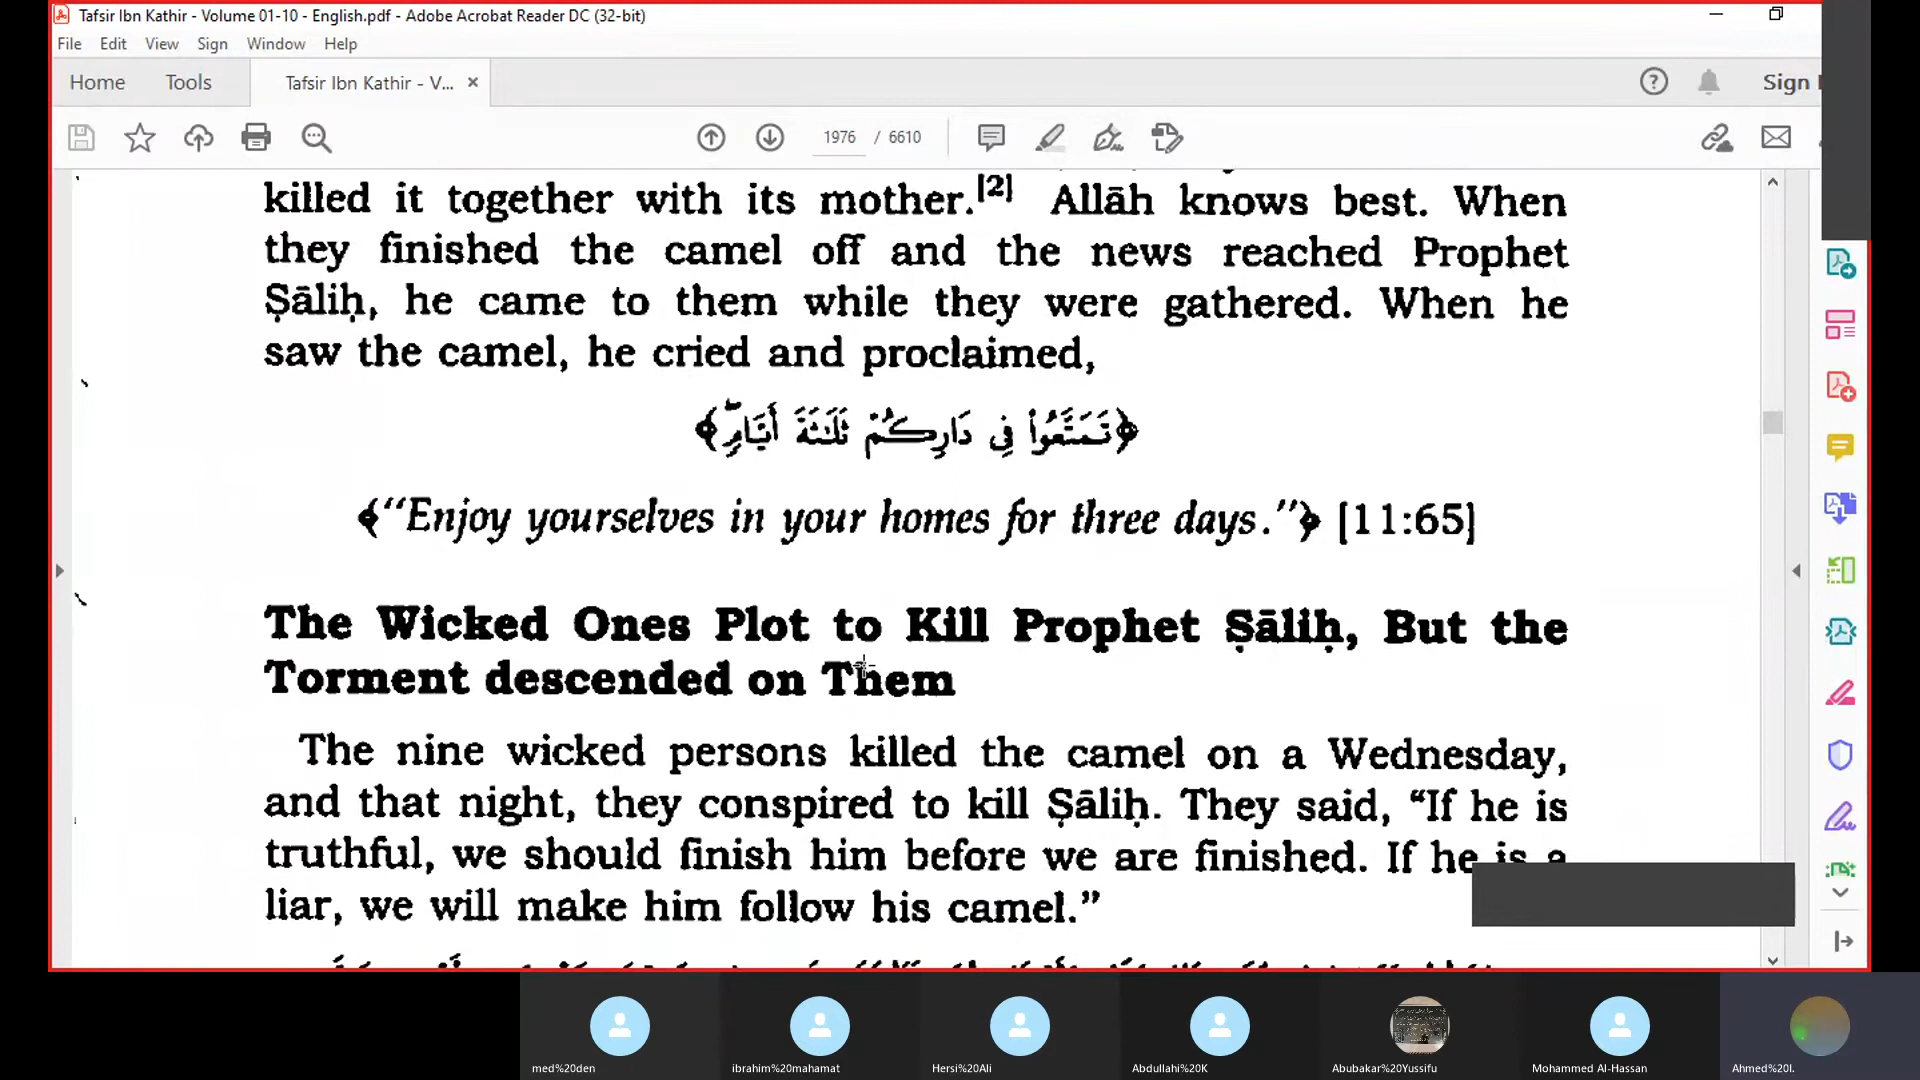 Tafsir Ibn Kathir - Volume 01-10 - English.pdf - Adobe Acrobat Reader DC (32-bit)
File Edit View Sign Window Help
Home Tools Tafsir Ibn Kathir - V... × Sign
1976 / 6610
killed it together with its mother.[2] Allāh knows best. When
they finished the camel off and the news reached Prophet
Ṣāliḥ, he came to them while they were gathered. When he
saw the camel, he cried and proclaimed,
﴿تَمَتَّعُوا۟ فِى دَارِكُمْ ثَلَـٰثَةَ أَيَّامٍ ۖ﴾
﴾“Enjoy yourselves in your homes for three days.”﴿ [11:65]
The Wicked Ones Plot to Kill Prophet Ṣāliḥ, But the
Torment descended on Them
The nine wicked persons killed the camel on a Wednesday,
and that night, they conspired to kill Ṣāliḥ. They said, “If he is
truthful, we should finish him before we are finished. If he is a
liar, we will make him follow his camel.”
med%20den ibrahim%20mahamat Hersi%20Ali Abdullahi%20K Abubakar%20Yussifu Mohammed Al-Hassan Ahmed%20I.